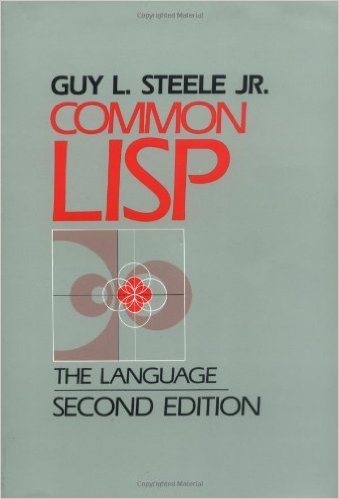 GUY L. STEELE JR.
COMMON
LISP
THE LANGUAGE
SECOND EDITION